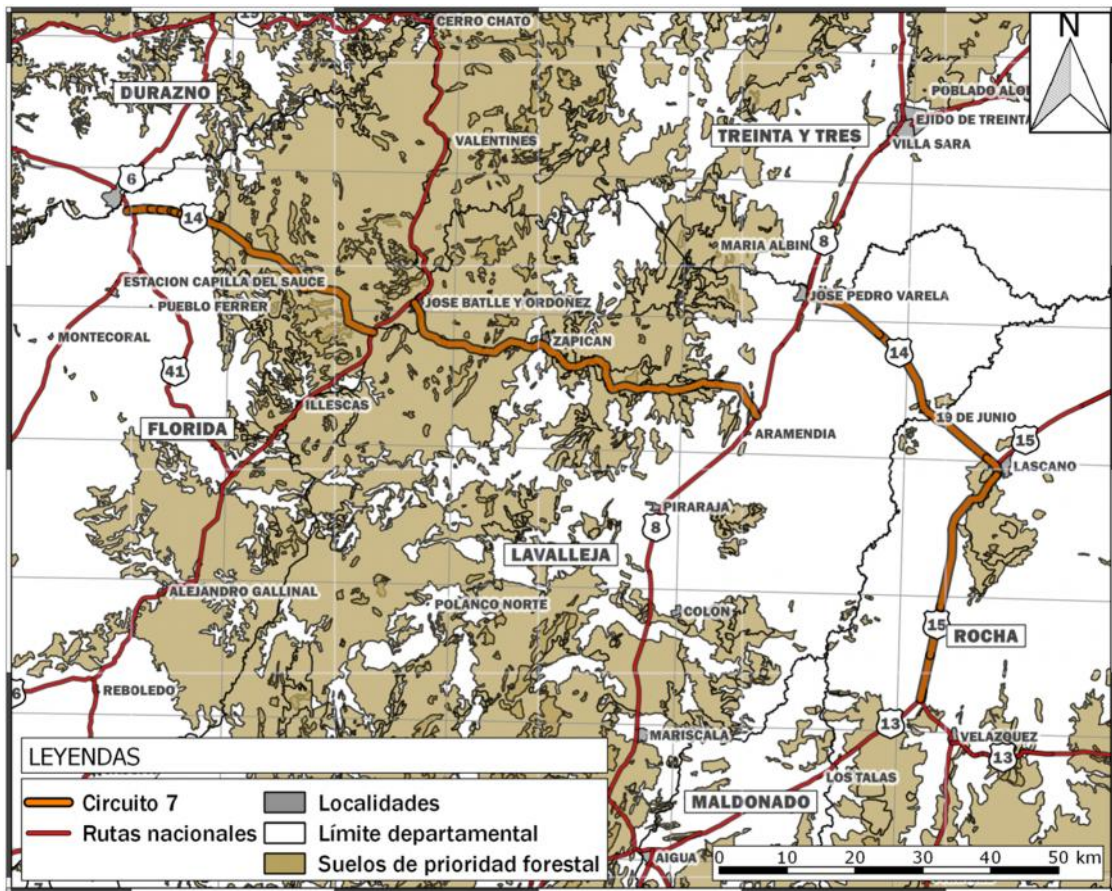 19
CERRO CHATO
N
DURAZNO
POBLADO ALO
EJIDO DE TREINTA
TREINTA Y TRES
VILLA SARA
VALENTINES
6
14
MARIA ALBIN
8
ESTACION CAPILLA DEL SAUCE
PUEBLO FERRER
JOSE BATLLE Y ORDOÑEZ
JOSE PEDRO VARELA
MONTECORAL
ZAPICAN
14
41
ILLESCAS
19 DE JUNIO
FLORIDA
ARAMENDIA
15
LASCANO
PIRARAJA
8
LAVALLEJA
ALEJANDRO GALLINAL
POLANCO NORTE
COLON
15
ROCHA
6
REBOLEDO
13
MARISCALA
VELAZQUEZ
13
LOS TALAS
MALDONADO
AIGUA
LEYENDAS
Circuito 7
Rutas nacionales
Localidades
Límite departamental
Suelos de prioridad forestal
0 10 20 30 40 50 km
7